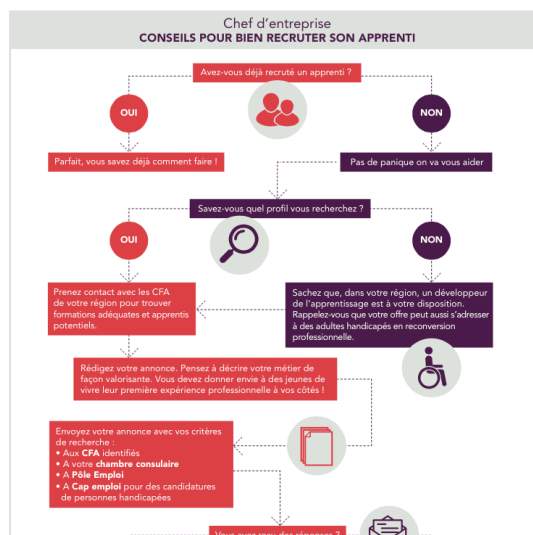 Chef d'entreprise
CONSEILS POUR BIEN RECRUTER SON APPRENTI
Avez-vous déjà recruté un apprenti ?
OUI
NON
Parfait, vous savez déjà comment faire !
Pas de panique on va vous aider
Savez-vous quel profil vous recherchez ?
OUI
NON
Prenez contact avec les CFA
de votre région pour trouver
formations adéquates et apprentis
potentiels.
Sachez que, dans votre région, un développeur
de l'apprentissage est à votre disposition.
Rappelez-vous que votre offre peut aussi s'adresser
à des adultes handicapés en reconversion
professionnelle.
Rédigez votre annonce. Pensez à décrire votre métier de
façon valorisante. Vous devez donner envie à des jeunes de
vivre leur première expérience professionnelle à vos côtés !
Envoyez votre annonce avec vos critères
de recherche :
• Aux CFA identifiés
• A votre chambre consulaire
• A Pôle Emploi
• A Cap emploi pour des candidatures
de personnes handicapées
Vous avez reçu des réponses ?